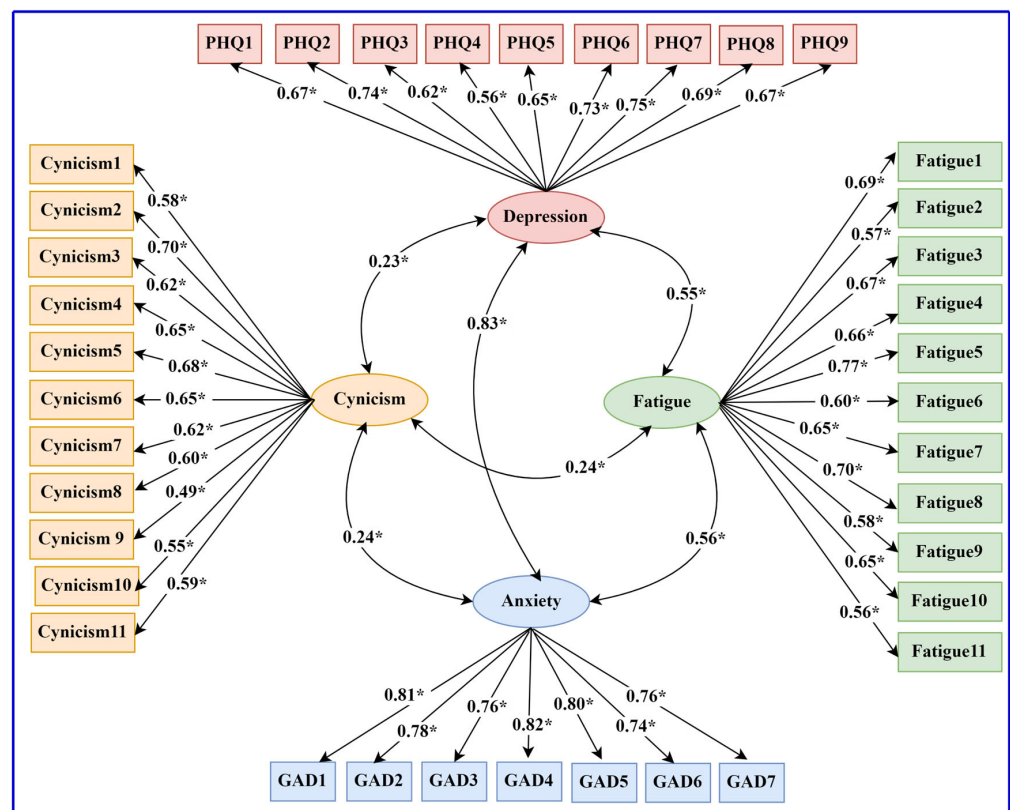 PHQ1 PHQ2 PHQ3 PHQ4 PHQ5 PHQ6 PHQ7 PHQ8 PHQ9
0.67* 0.74* 0.62* 0.56* 0.65* 0.73* 0.75* 0.69* 0.67*
Depression
Cynicism1
Cynicism2
Cynicism3
Cynicism4
Cynicism5
Cynicism6
Cynicism7
Cynicism8
Cynicism 9
Cynicism10
Cynicism11
0.58*
0.70*
0.62*
0.65*
0.68*
0.65*
0.62*
0.60*
0.49*
0.55*
0.59*
Cynicism
0.23*
0.83*
0.55*
0.24*
0.24*
0.56*
Fatigue
0.69*
0.57*
0.67*
0.66*
0.77*
0.60*
0.65*
0.70*
0.58*
0.65*
0.56*
Fatigue1
Fatigue2
Fatigue3
Fatigue4
Fatigue5
Fatigue6
Fatigue7
Fatigue8
Fatigue9
Fatigue10
Fatigue11
Anxiety
0.81* 0.78* 0.76* 0.82* 0.80* 0.74* 0.76*
GAD1 GAD2 GAD3 GAD4 GAD5 GAD6 GAD7